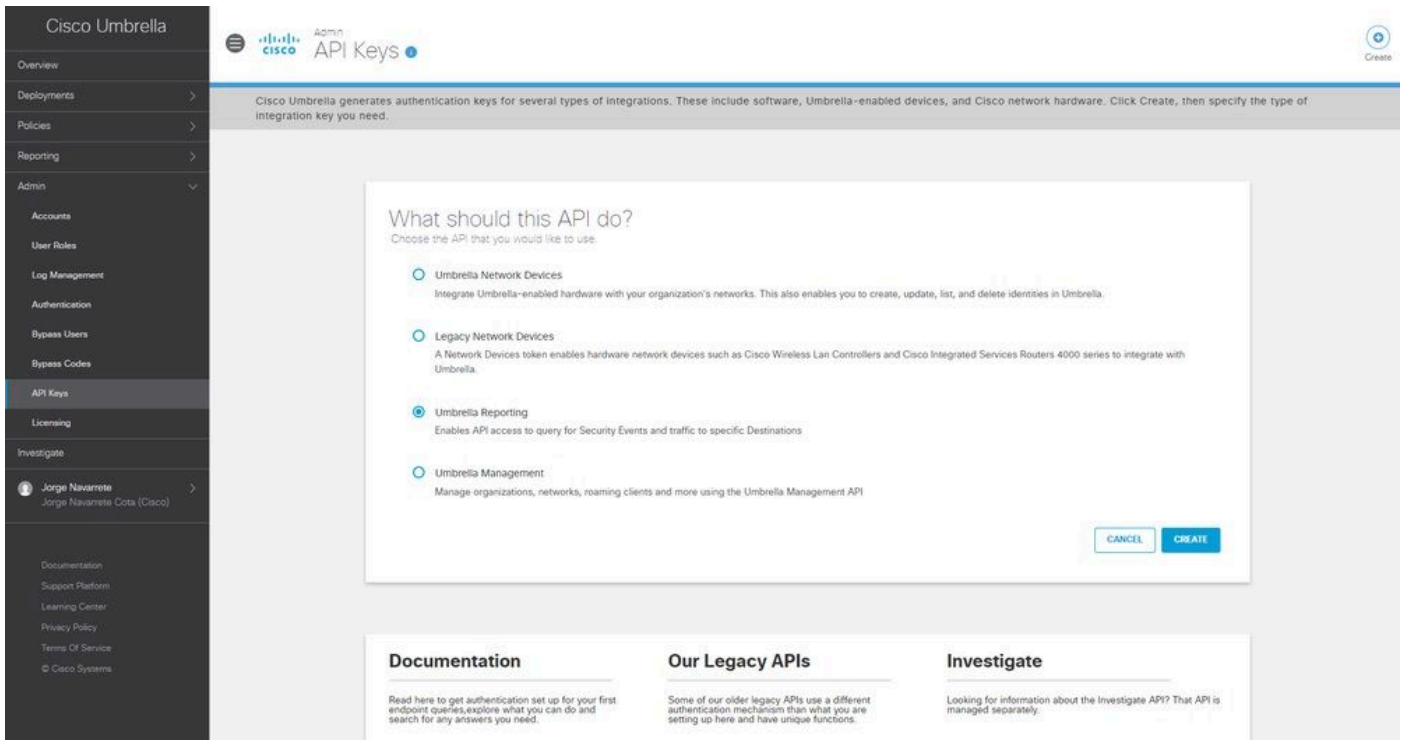 Cisco Umbrella
Overview
Deployments
Policies
Reporting
Admin
Accounts
User Roles
Log Management
Authentication
Bypass Users
Bypass Codes
API Keys
Licensing
Investigate
Jorge Navarrete
Jorge Navarrete Cota (Cisco)
Documentation
Support Platform
Learning Center
Privacy Policy
Terms Of Service
© Cisco Systems
CISCO
Admin
API Keys
Create
Cisco Umbrella generates authentication keys for several types of integrations. These include software, Umbrella-enabled devices, and Cisco network hardware. Click Create, then specify the type of
integration key you need.
What should this API do?
Choose the API that you would like to use.
Umbrella Network Devices
Integrate Umbrella-enabled hardware with your organization's networks. This also enables you to create, update, list, and delete identities in Umbrella.
Legacy Network Devices
A Network Devices token enables hardware network devices such as Cisco Wireless Lan Controllers and Cisco Integrated Services Routers 4000 series to integrate with
Umbrella.
Umbrella Reporting
Enables API access to query for Security Events and traffic to specific Destinations
Umbrella Management
Manage organizations, networks, roaming clients and more using the Umbrella Management API
CANCEL
CREATE
Documentation
Read here to get authentication set up for your first
endpoint queries,explore what you can do and
search for any answers you need.
Our Legacy APIs
Some of our older legacy APIs use a different
authentication mechanism than what you are
setting up here and have unique functions.
Investigate
Looking for information about the Investigate API? That API is
managed separately.